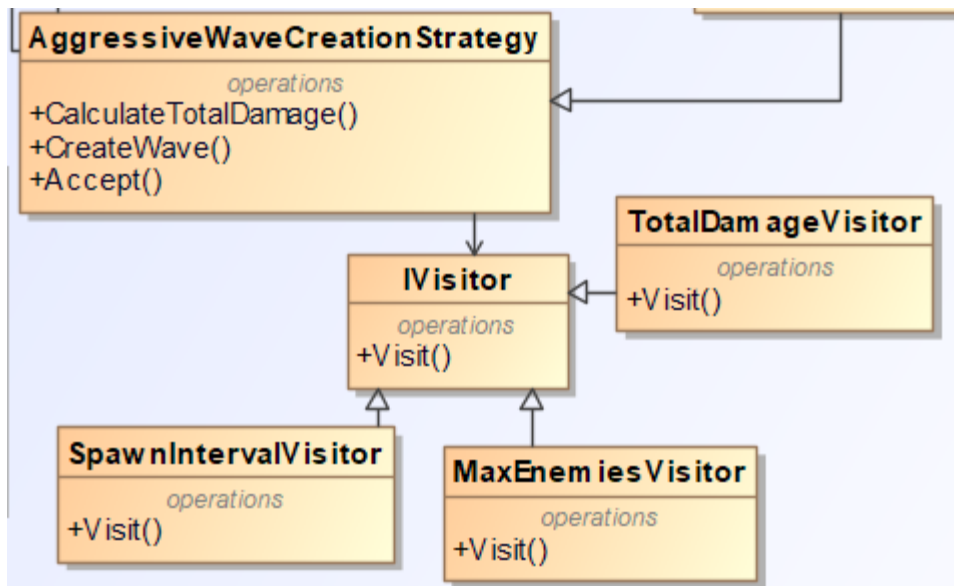 AggressiveWaveCreationStrategy
operations
+CalculateTotalDamage()
+CreateWave()
+Accept()
TotalDamageVisitor
operations
+Visit()
IVisitor
operations
+Visit()
SpawnIntervalVisitor
operations
+Visit()
MaxEnemiesVisitor
operations
+Visit()